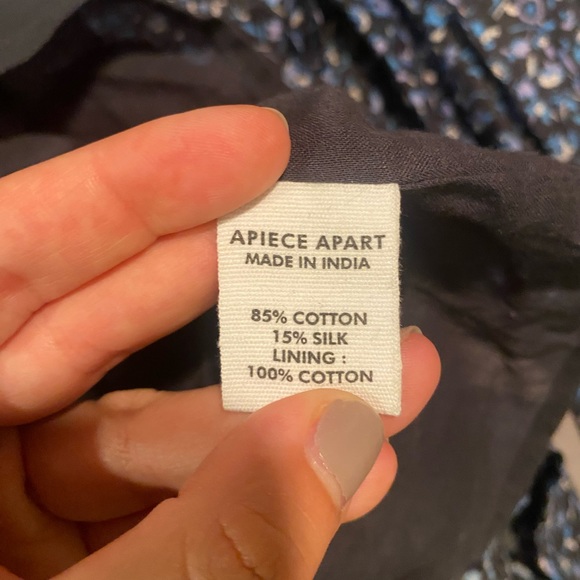 APIECE APART
MADE IN INDIA
85% COTTON
15% SILK
LINING :
100% COTTON